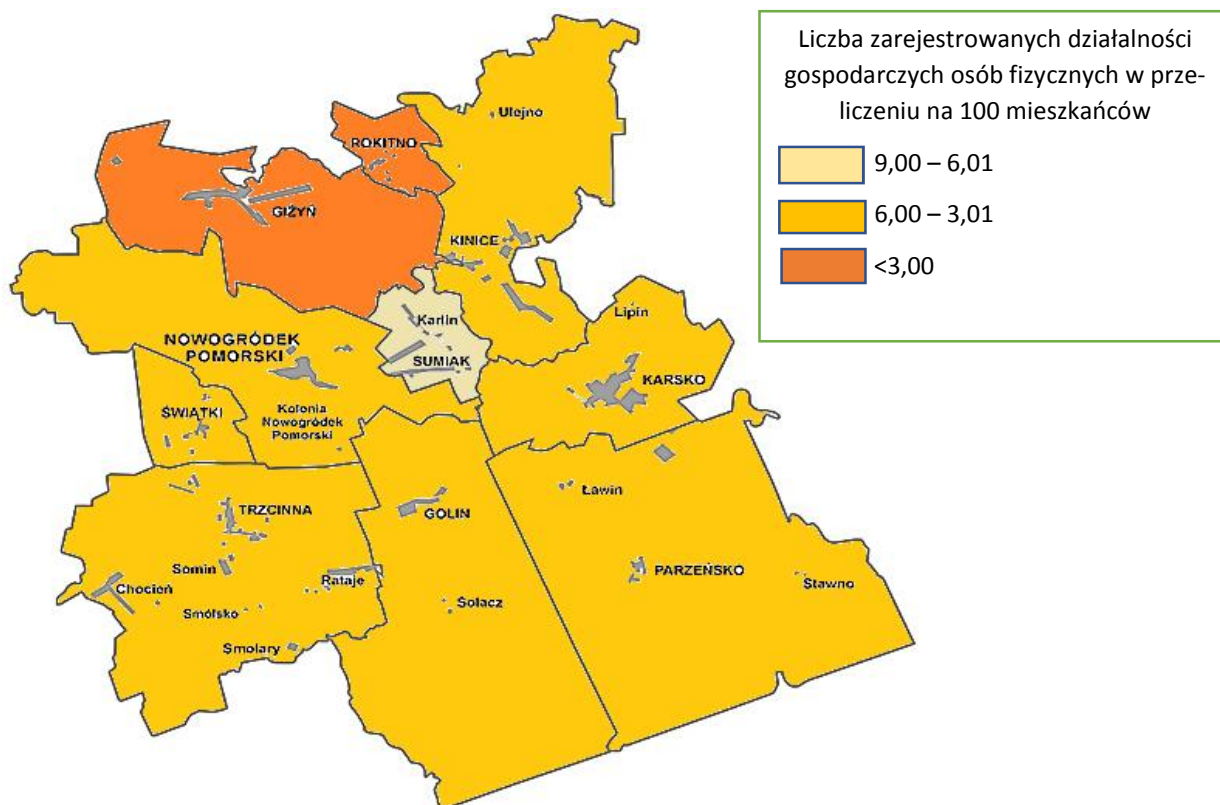 Liczba zarejestrowanych działalności
gospodarczych osób fizycznych w prze-
liczeniu na 100 mieszkańców
9,00 – 6,01
6,00 – 3,01
<3,00
Ulejno
ROKITNO
GIŻYŃ
KINICE
Karlin
Lipin
NOWOGRÓDEK
POMORSKI
SUMIAK
KARSKO
ŚWIĄTKI
Kolonia
Nowogródek
Pomorski
Ławin
TRZCINNA
GOLIN
Somin
Rataje
PARZEŃSKO
Chocień
Stawno
Smólsko
Solacz
Smolary